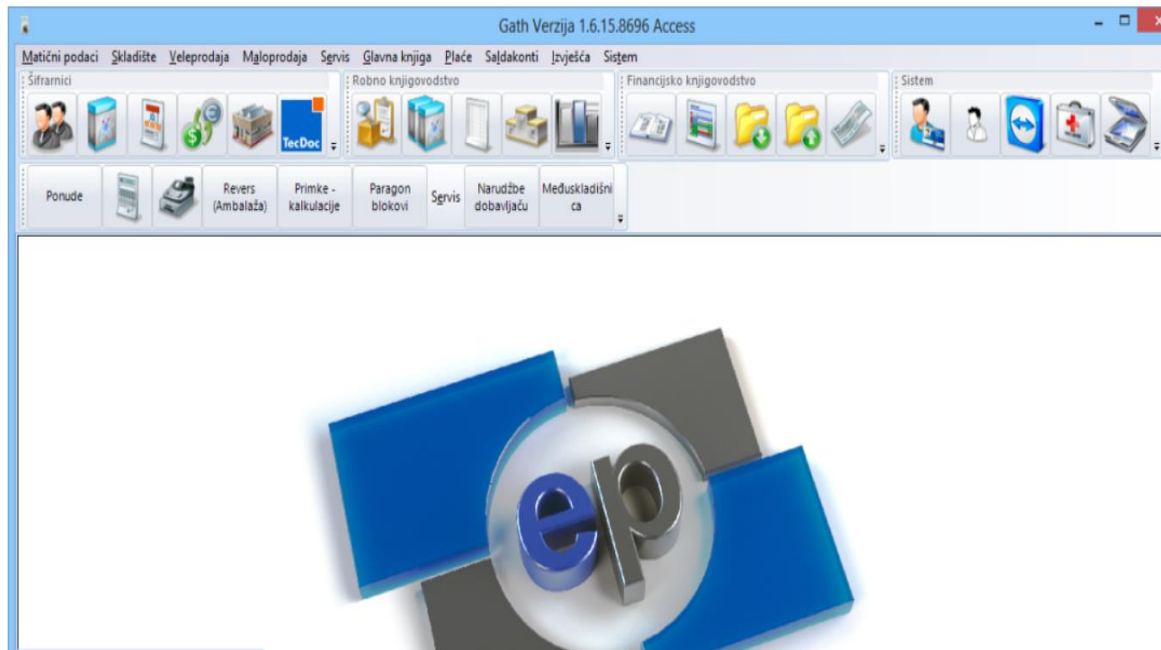 Gath Verzija 1.6.15.8696 Access
Matični podaci Skladište Veleprodaja Maloprodaja Servis Glavna knjiga Plaće Saldakonti Izvješća Sistem
Šifrarnici Robno knjigovodstvo Financijsko knjigovodstvo Sistem
TecDoc
Ponude Revers Primke - Paragon Servis Narudžbe Međuskladišni
(Ambalaža) kalkulacije blokovi dobavljaču ca
ep